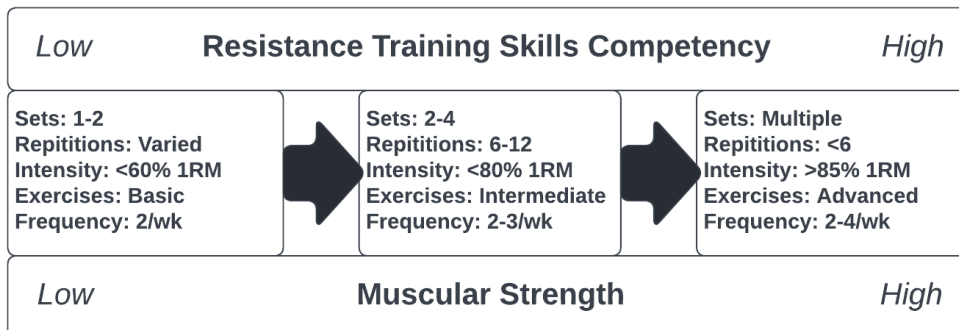 Low Resistance Training Skills Competency High
Sets: 1-2
Repititions: Varied
Intensity: <60% 1RM
Exercises: Basic
Frequency: 2/wk
Sets: 2-4
Repititions: 6-12
Intensity: <80% 1RM
Exercises: Intermediate
Frequency: 2-3/wk
Sets: Multiple
Repititions: <6
Intensity: >85% 1RM
Exercises: Advanced
Frequency: 2-4/wk
Low Muscular Strength High